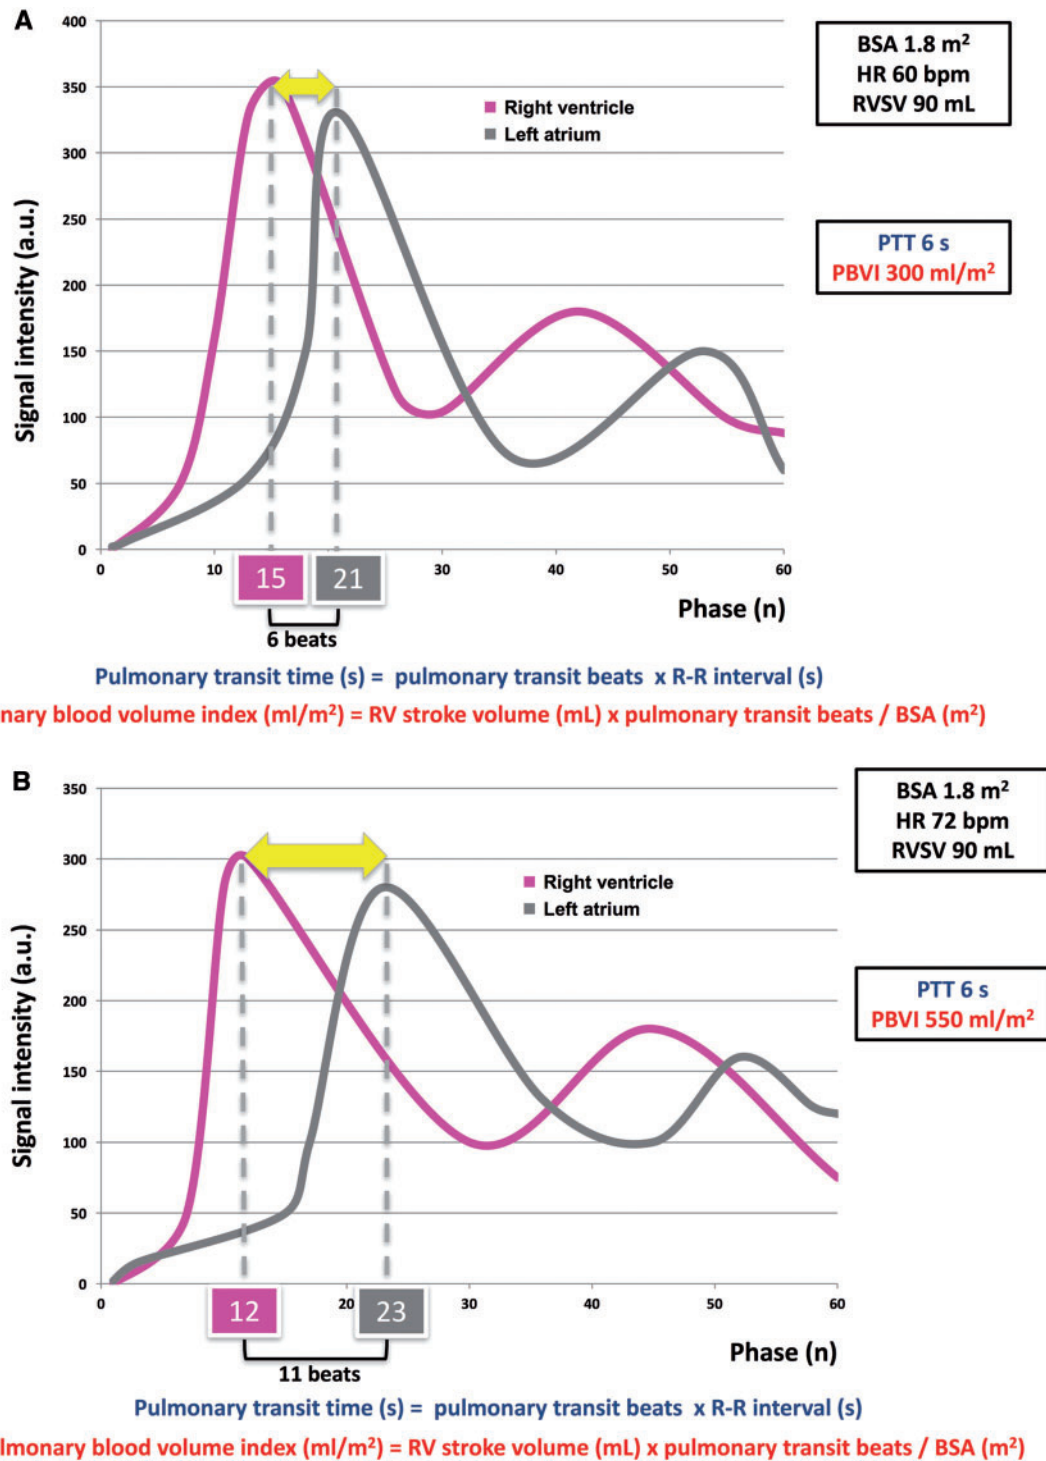 A
400
350
300
250
200
150
100
50
0
Signal intensity (a.u.)
Right ventricle
Left atrium
BSA 1.8 m²
HR 60 bpm
RVSV 90 mL
PTT 6 s
PBVI 300 ml/m²
0 10 30 40 50 60
15 21
Phase (n)
6 beats
Pulmonary transit time (s) = pulmonary transit beats x R-R interval (s)
nary blood volume index (ml/m²) = RV stroke volume (mL) x pulmonary transit beats / BSA (m²)
B
350
300
250
200
150
100
50
0
Signal intensity (a.u.)
Right ventricle
Left atrium
BSA 1.8 m²
HR 72 bpm
RVSV 90 mL
PTT 6 s
PBVI 550 ml/m²
0 20 30 40 50 60
12 23
Phase (n)
11 beats
Pulmonary transit time (s) = pulmonary transit beats x R-R interval (s)
lmonary blood volume index (ml/m²) = RV stroke volume (mL) x pulmonary transit beats / BSA (m²)